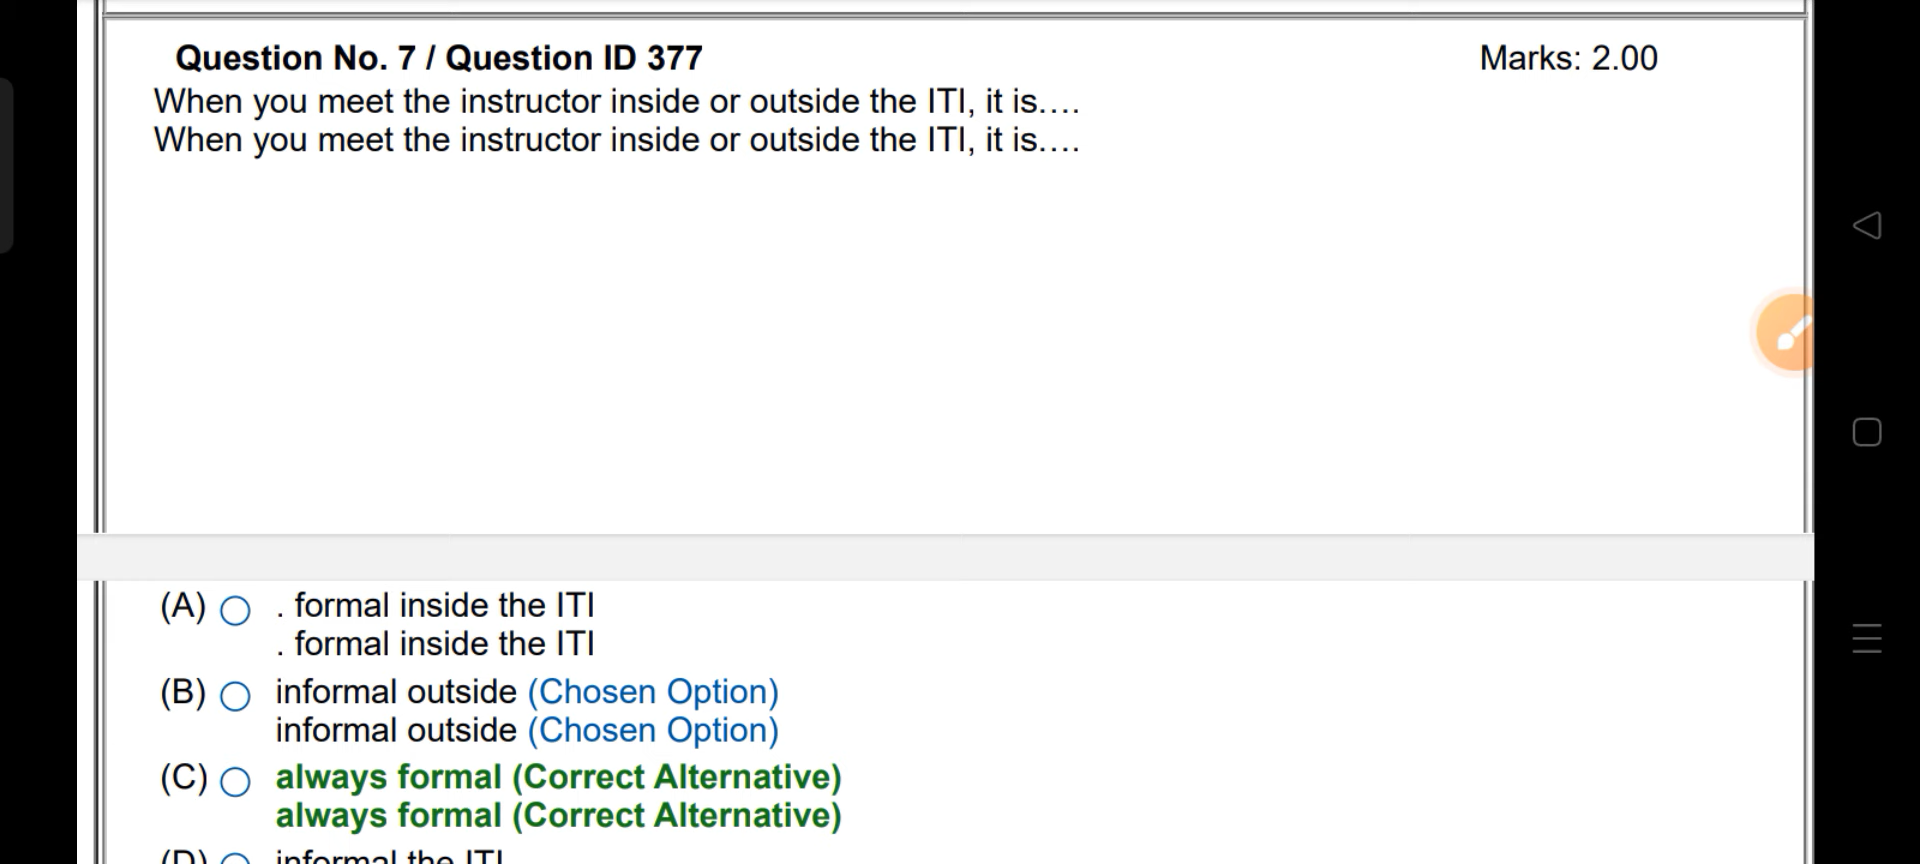 Question No. 7 / Question ID 377 Marks: 2.00
When you meet the instructor inside or outside the ITI, it is....
When you meet the instructor inside or outside the ITI, it is....
(A) . formal inside the ITI
. formal inside the ITI
(B) informal outside (Chosen Option)
informal outside (Chosen Option)
(C) always formal (Correct Alternative)
always formal (Correct Alternative)
(D) informal the ITI